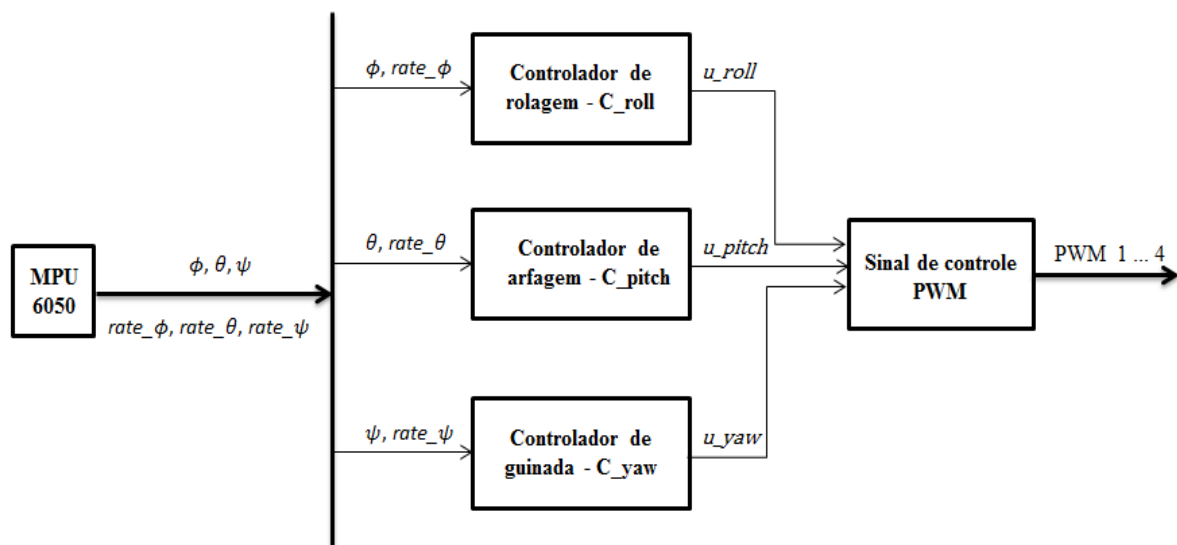 MPU
6050
ϕ, θ, ψ
rate_ϕ, rate_θ, rate_ψ
ϕ, rate_ϕ
Controlador de
rolagem - C_roll
u_roll
θ, rate_θ
Controlador de
arfagem - C_pitch
u_pitch
ψ, rate_ψ
Controlador de
guinada - C_yaw
u_yaw
Sinal de controle
PWM
PWM 1 ... 4